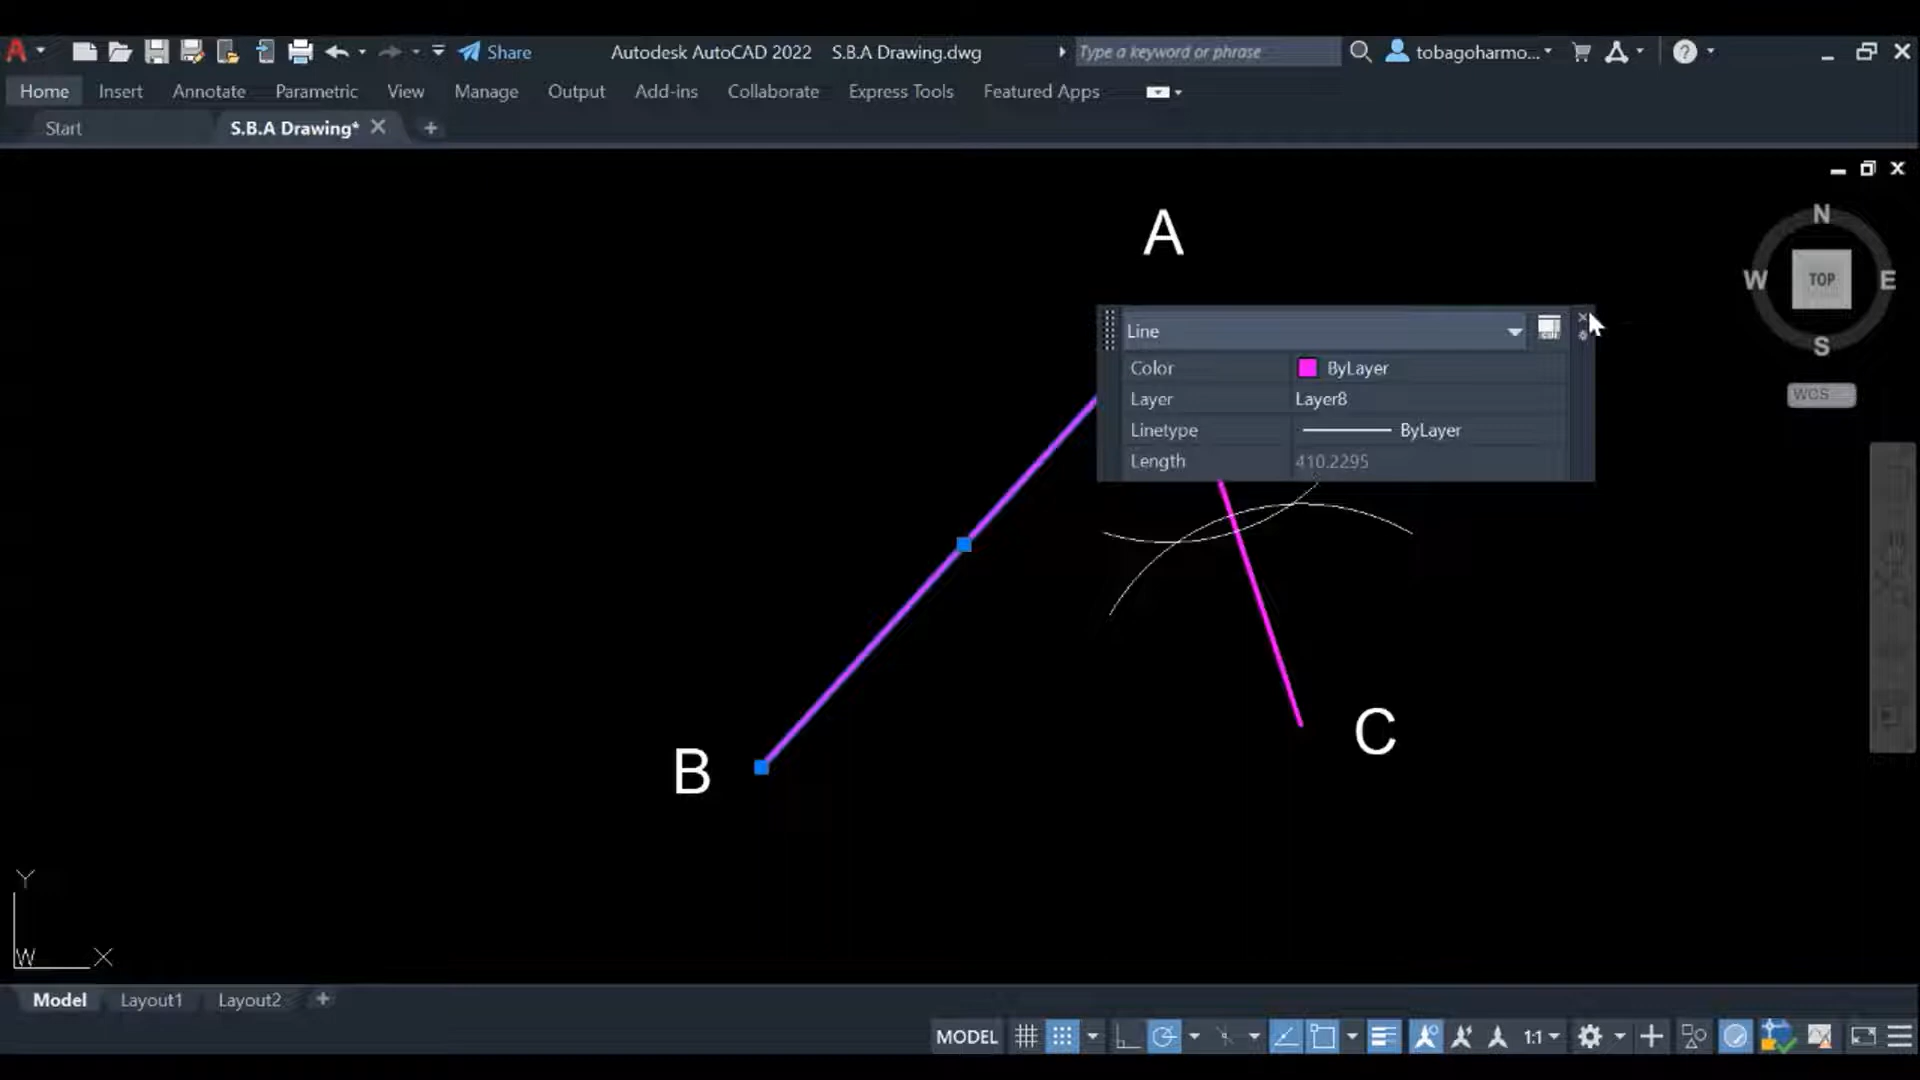 A Share Autodesk AutoCAD 2022 S.B.A Drawing.dwg Type a keyword or phrase tobagoharmo... ?
Home Insert Annotate Parametric View Manage Output Add-ins Collaborate Express Tools Featured Apps
Start S.B.A Drawing* +
N
W TOP E
S
WCS
A
Line
Color ByLayer
Layer Layer8
Linetype ByLayer
Length 410.2295
C
B
Y
W X
Model Layout1 Layout2 +
MODEL 1:1